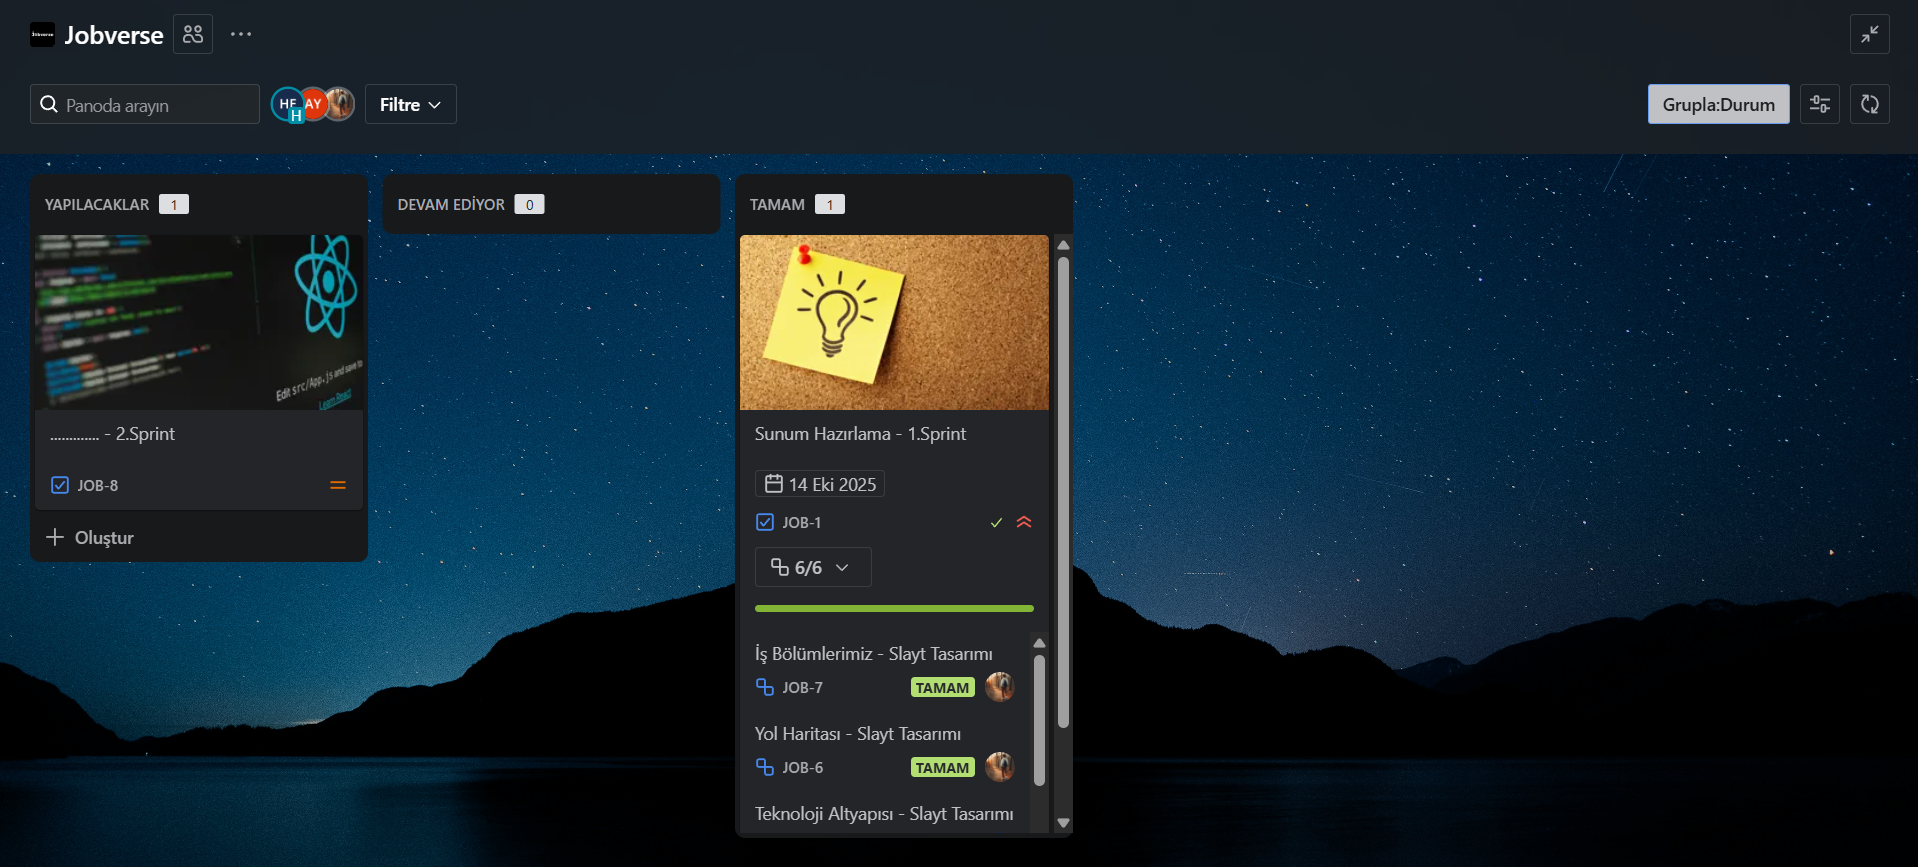 Jobverse
Panoda arayın
HE
H
AY
Filtre
Grupla:Durum
YAPILACAKLAR 1
Edit src/App.js and save to
Learn React
............. - 2.Sprint
JOB-8
Oluştur
DEVAM EDİYOR 0
TAMAM 1
Sunum Hazırlama - 1.Sprint
14 Eki 2025
JOB-1
6/6
İş Bölümlerimiz - Slayt Tasarımı
JOB-7 TAMAM
Yol Haritası - Slayt Tasarımı
JOB-6 TAMAM
Teknoloji Altyapısı - Slayt Tasarımı